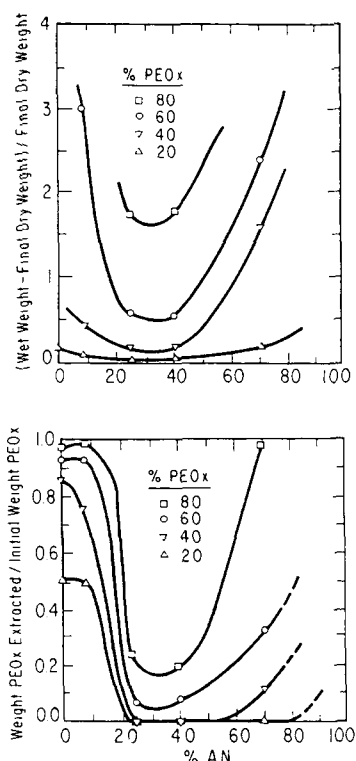 (Wet Weight - Final Dry Weight) / Final Dry Weight
4
3
2
1
0
% PEOx
□ 80
○ 60
▽ 40
△ 20
0 20 40 60 80 100
Weight PEOx Extracted / Initial Weight PEOx
1.0
0.8
0.6
0.4
0.2
0.0
% PEOx
□ 80
○ 60
▽ 40
△ 20
0 20 40 60 80 100
% AN